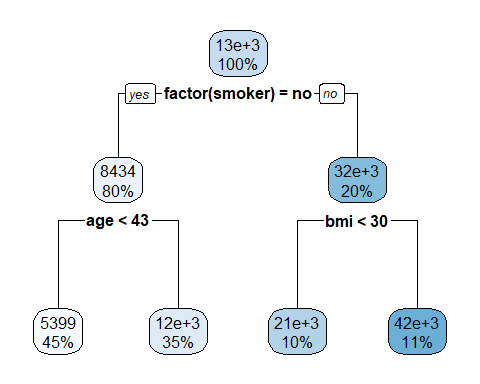 13e+3
100%
yes factor(smoker) = no no
8434
80%
32e+3
20%
age < 43
bmi < 30
5399
45%
12e+3
35%
21e+3
10%
42e+3
11%